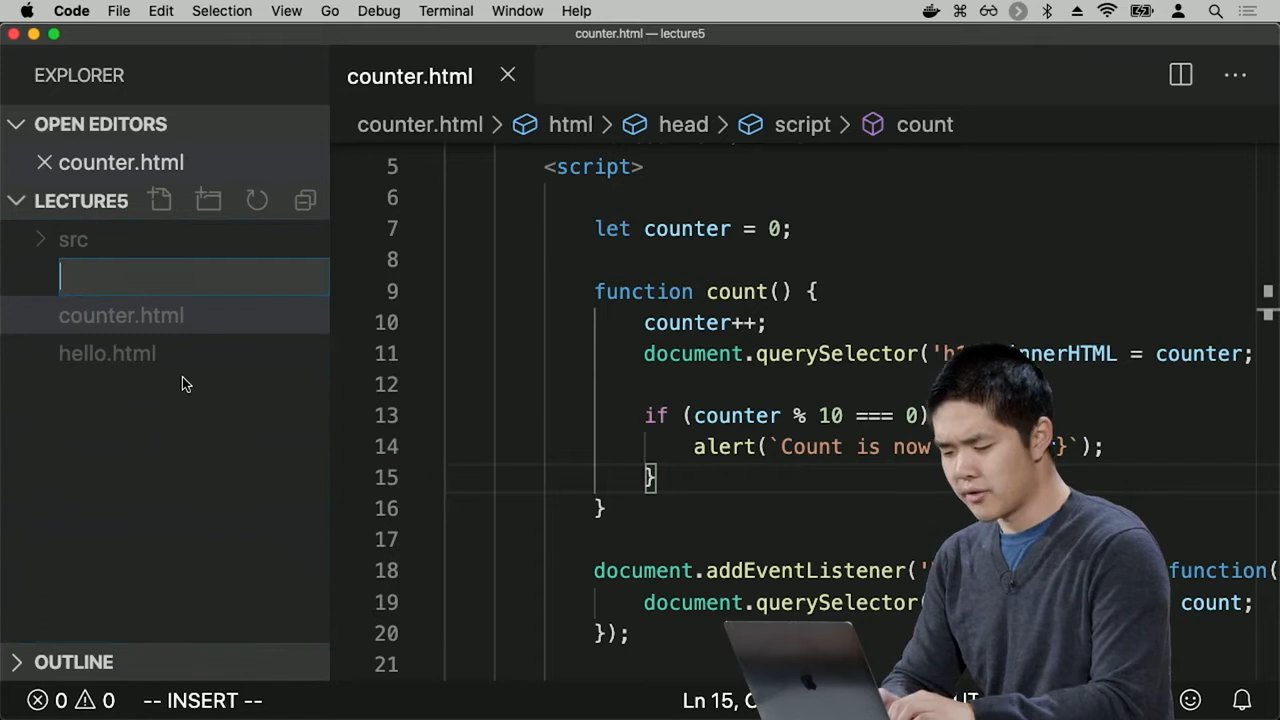 Code File Edit Selection View Go Debug Terminal Window Help
counter.html — lecture5
EXPLORER
counter.html
OPEN EDITORS
counter.html > html > head > script > count
counter.html
LECTURE5
src
counter.html
hello.html
5 <script>
6
7 let counter = 0;
8
9 function count() {
10 counter++;
11 document.querySelector('h1 innerHTML = counter;
12
13 if (counter % 10 === 0)
14 alert(`Count is now }`);
15 }
16 }
17
18 document.addEventListener(' function(
19 document.querySelector( count;
20 });
21
OUTLINE
0 0 -- INSERT -- Ln 15,